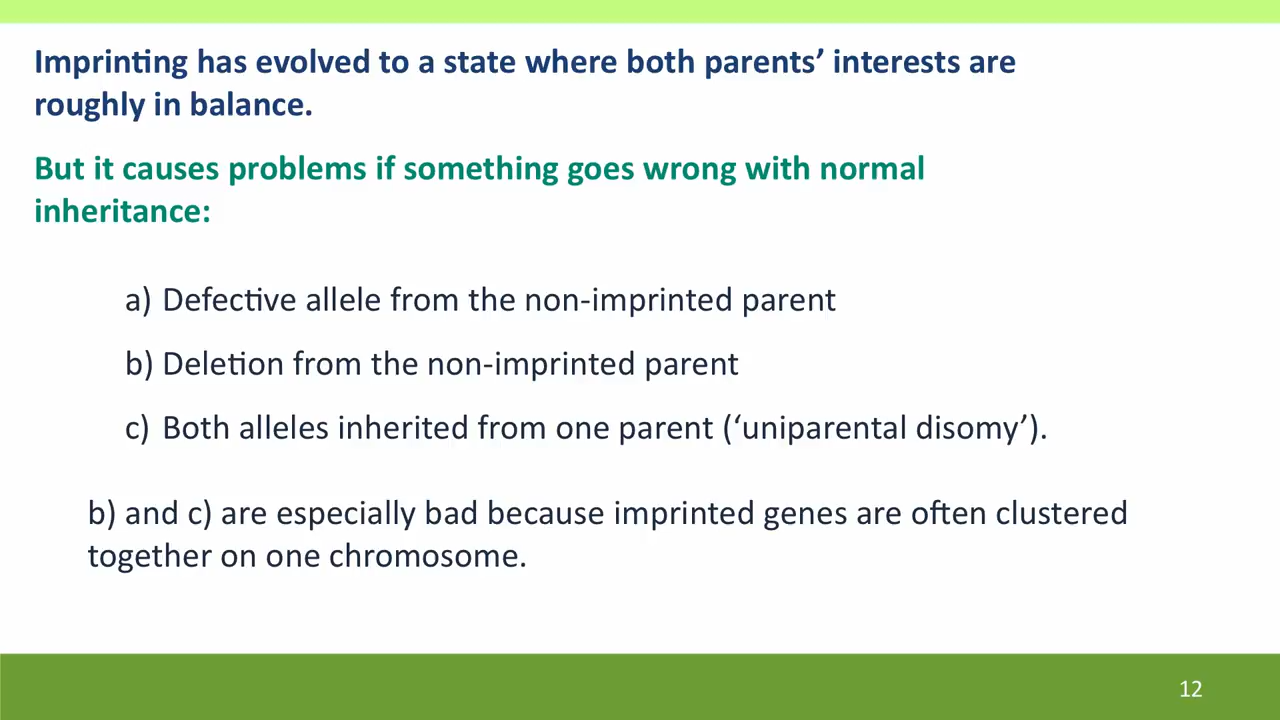 Imprinting has evolved to a state where both parents’ interests are
roughly in balance.
But it causes problems if something goes wrong with normal
inheritance:
a) Defective allele from the non-imprinted parent
b) Deletion from the non-imprinted parent
c) Both alleles inherited from one parent (‘uniparental disomy’).
b) and c) are especially bad because imprinted genes are often clustered
together on one chromosome.
12